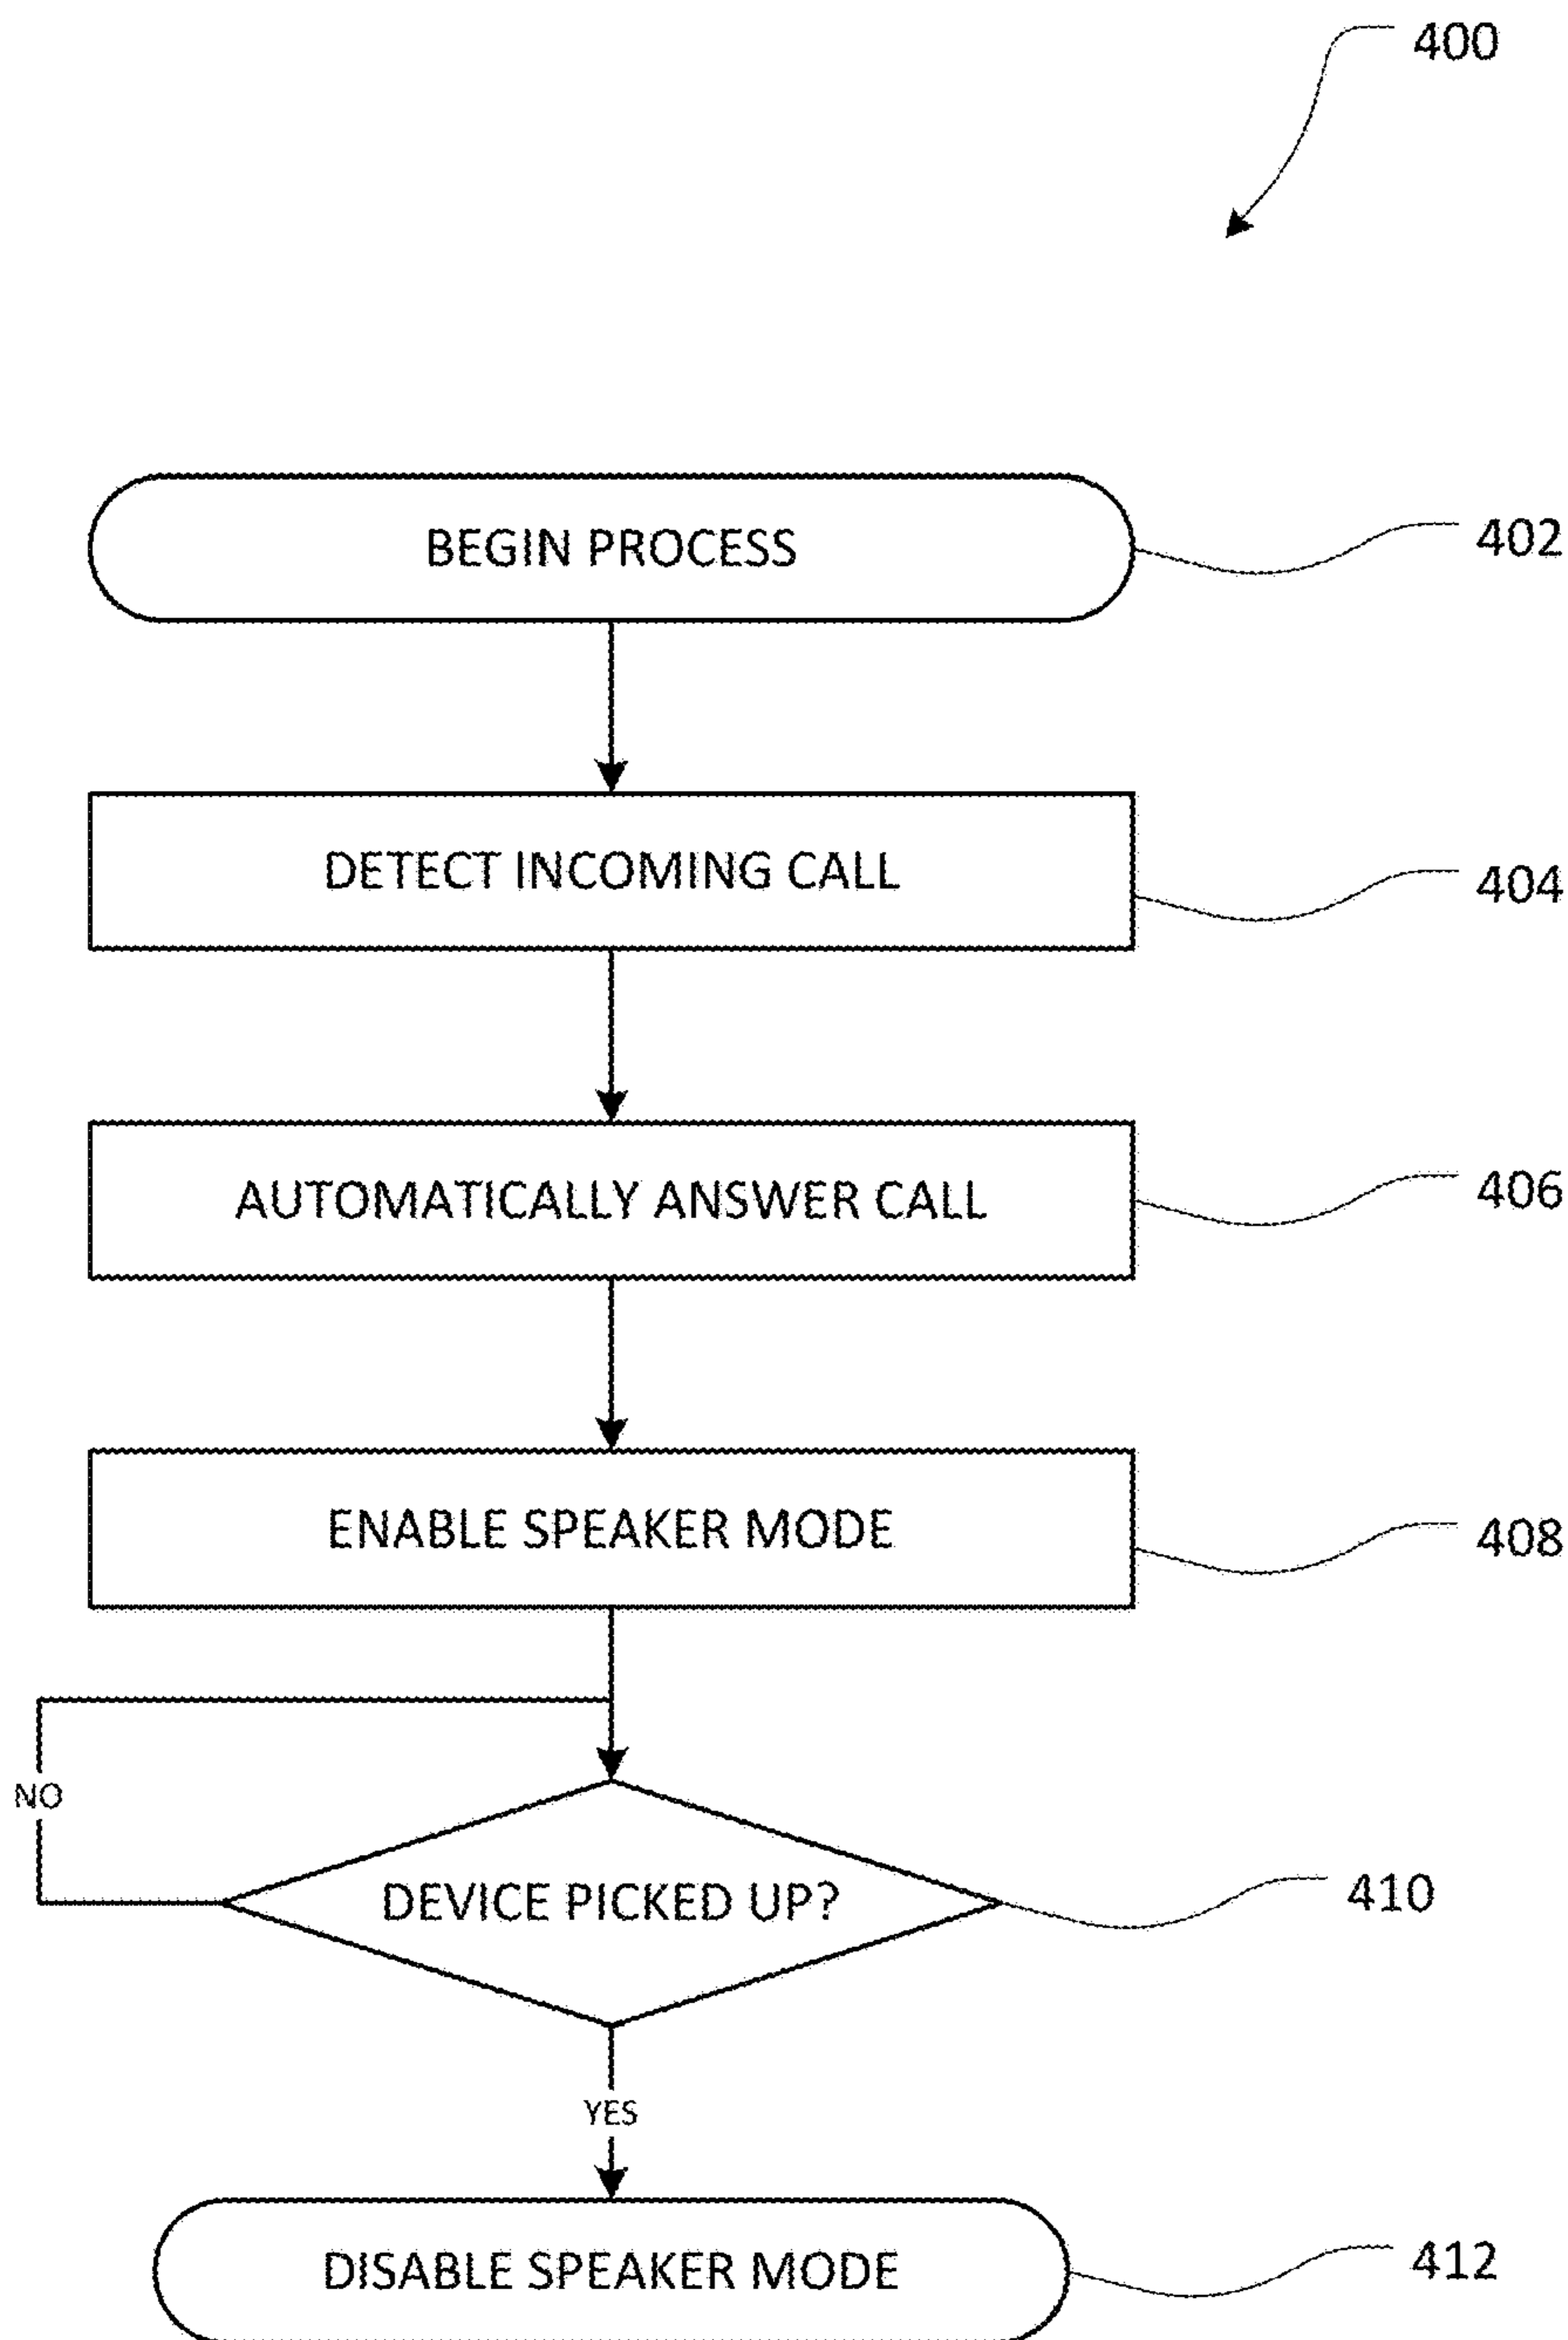 400
BEGIN PROCESS
402
DETECT INCOMING CALL
404
AUTOMATICALLY ANSWER CALL
406
ENABLE SPEAKER MODE
408
NO
DEVICE PICKED UP?
410
YES
DISABLE SPEAKER MODE
412